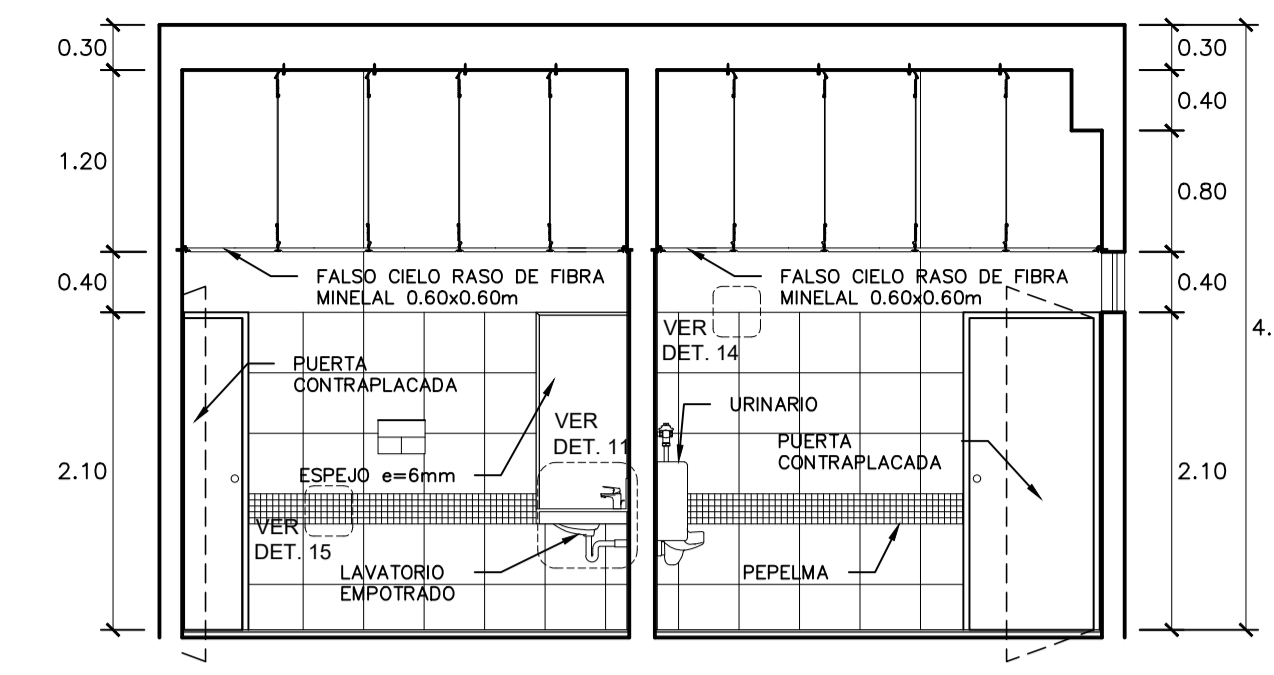 0.30
1.20
0.40
2.10
FALSO CIELO RASO DE FIBRA
MINELAL 0.60x0.60m
PUERTA
CONTRAPLACADA
ESPEJO e=6mm
VER
DET. 11
VER
DET. 15
LAVATORIO
EMPOTRADO
FALSO CIELO RASO DE FIBRA
MINELAL 0.60x0.60m
VER
DET. 14
URINARIO
PUERTA
CONTRAPLACADA
PEPELMA
0.30
0.40
0.80
0.40
2.10
4.